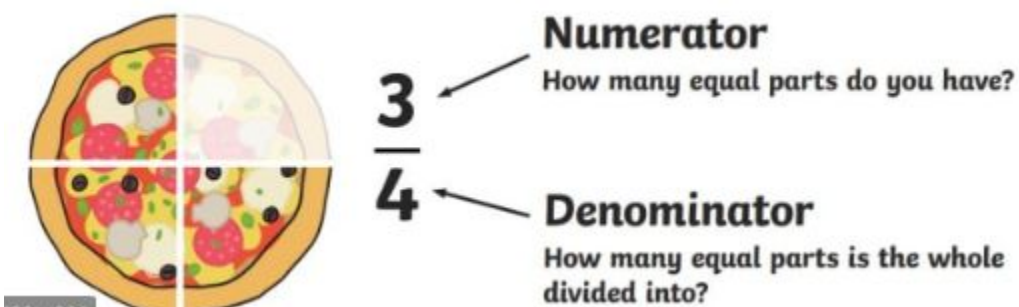 Numerator
How many equal parts do you have?
3
4
Denominator
How many equal parts is the whole
divided into?